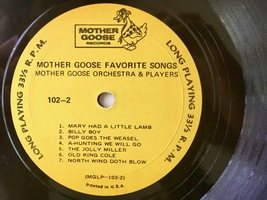 MOTHER GOOSE
RECORDS
MOTHER GOOSE FAVORITE SONGS
MOTHER GOOSE ORCHESTRA & PLAYERS
102-2
1. MARY HAD A LITTLE LAMB
2. BILLY BOY
3. POP GOES THE WEASEL
4. A-HUNTING WE WILL GO
5. THE JOLLY MILLER
6. OLD KING COLE
7. NORTH WIND DOTH BLOW
(MGLP-102-2)
Printed in U.S.A.
LONG PLAYING 33⅓ R.P.M.
LONG PLAYING 33⅓ R.P.M.